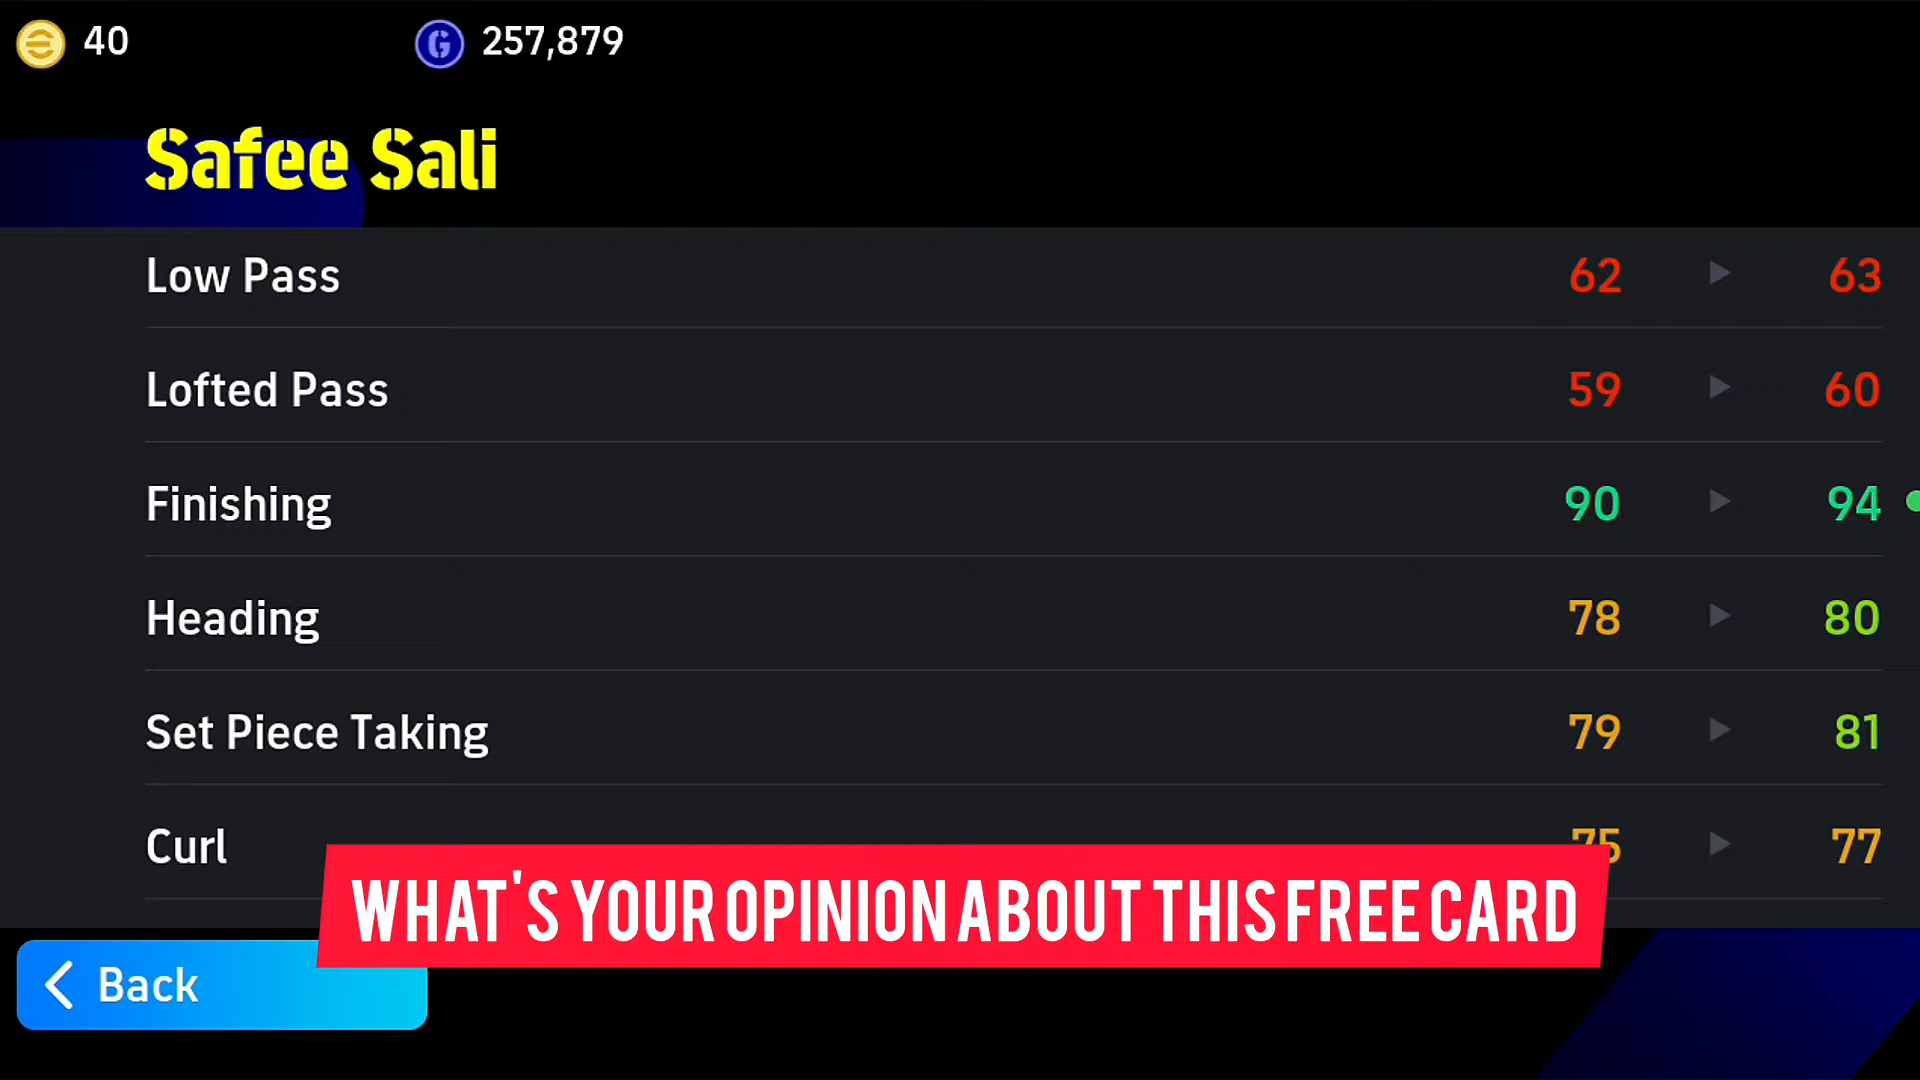 40 257,879
Safee Sali
Low Pass 62 63
Lofted Pass 59 60
Finishing 90 94
Heading 78 80
Set Piece Taking 79 81
Curl 75 77
WHAT'S YOUR OPINION ABOUT THIS FREE CARD
Back